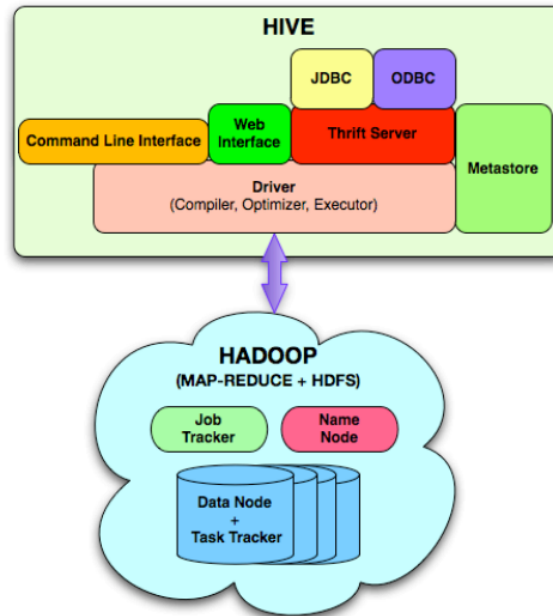 HIVE
JDBC
ODBC
Command Line Interface
Web
Interface
Thrift Server
Metastore
Driver
(Compiler, Optimizer, Executor)
HADOOP
(MAP-REDUCE + HDFS)
Job
Tracker
Name
Node
Data Node
+
Task Tracker